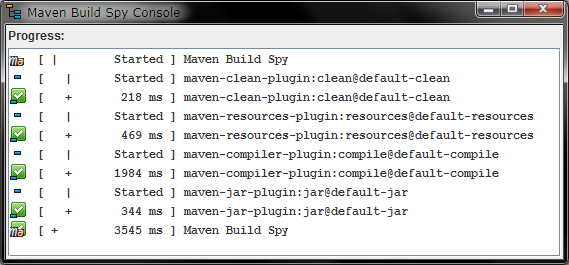 Maven Build Spy Console
Progress:
[ |        Started ] Maven Build Spy
[   |      Started ] maven-clean-plugin:clean@default-clean
[   +       218 ms ] maven-clean-plugin:clean@default-clean
[   |      Started ] maven-resources-plugin:resources@default-resources
[   +       469 ms ] maven-resources-plugin:resources@default-resources
[   |      Started ] maven-compiler-plugin:compile@default-compile
[   +      1984 ms ] maven-compiler-plugin:compile@default-compile
[   |      Started ] maven-jar-plugin:jar@default-jar
[   +       344 ms ] maven-jar-plugin:jar@default-jar
[ +        3545 ms ] Maven Build Spy